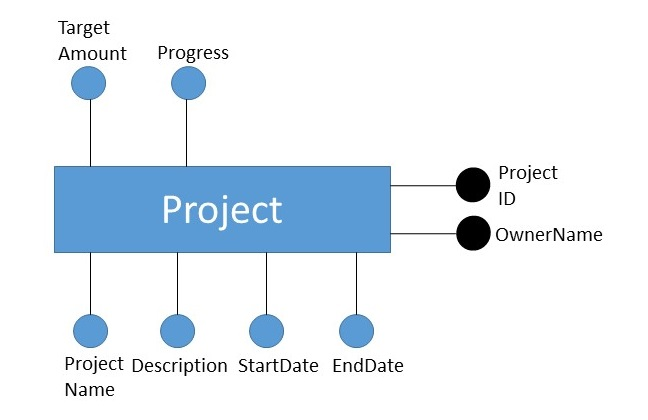 Target
Amount
Progress
Project
ID
Project
OwnerName
Project
Name
Description
StartDate
EndDate